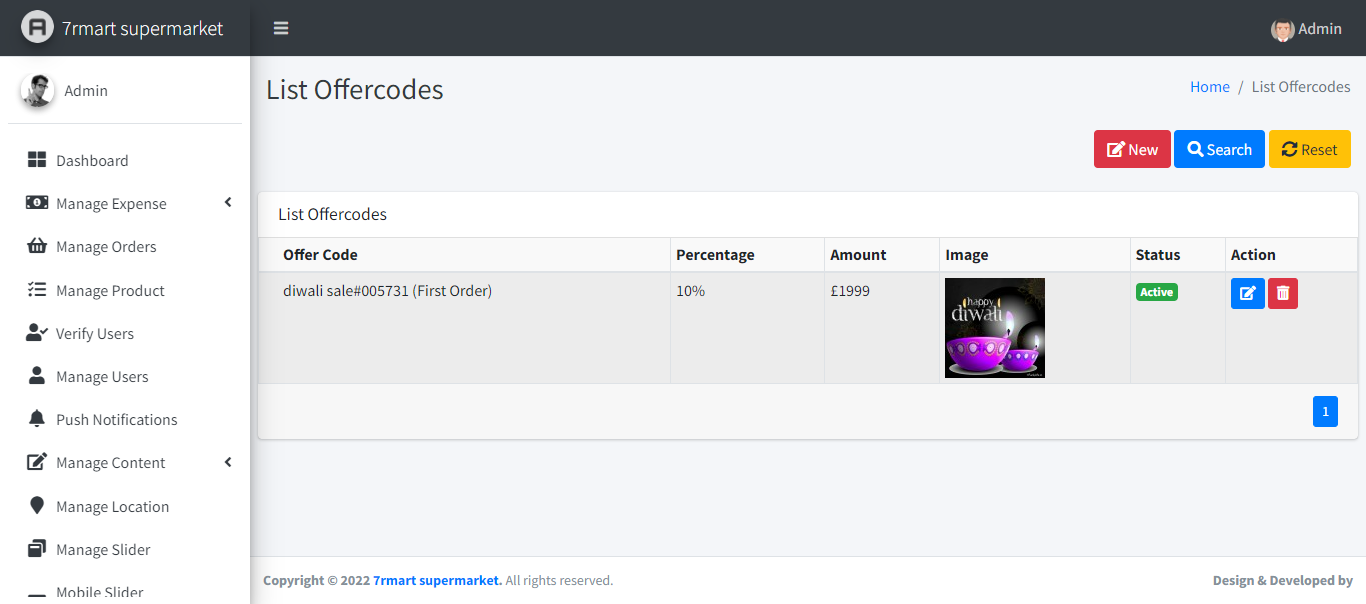 7rmart supermarket
Admin
Admin
Dashboard
Manage Expense
Manage Orders
Manage Product
Verify Users
Manage Users
Push Notifications
Manage Content
Manage Location
Manage Slider
Mobile Slider
List Offercodes
Home / List Offercodes
New Search Reset
List Offercodes
Offer Code Percentage Amount Image Status Action
diwali sale#005731 (First Order) 10% £1999 Active
happy
diwali
1
Copyright © 2022 7rmart supermarket. All rights reserved.
Design & Developed by